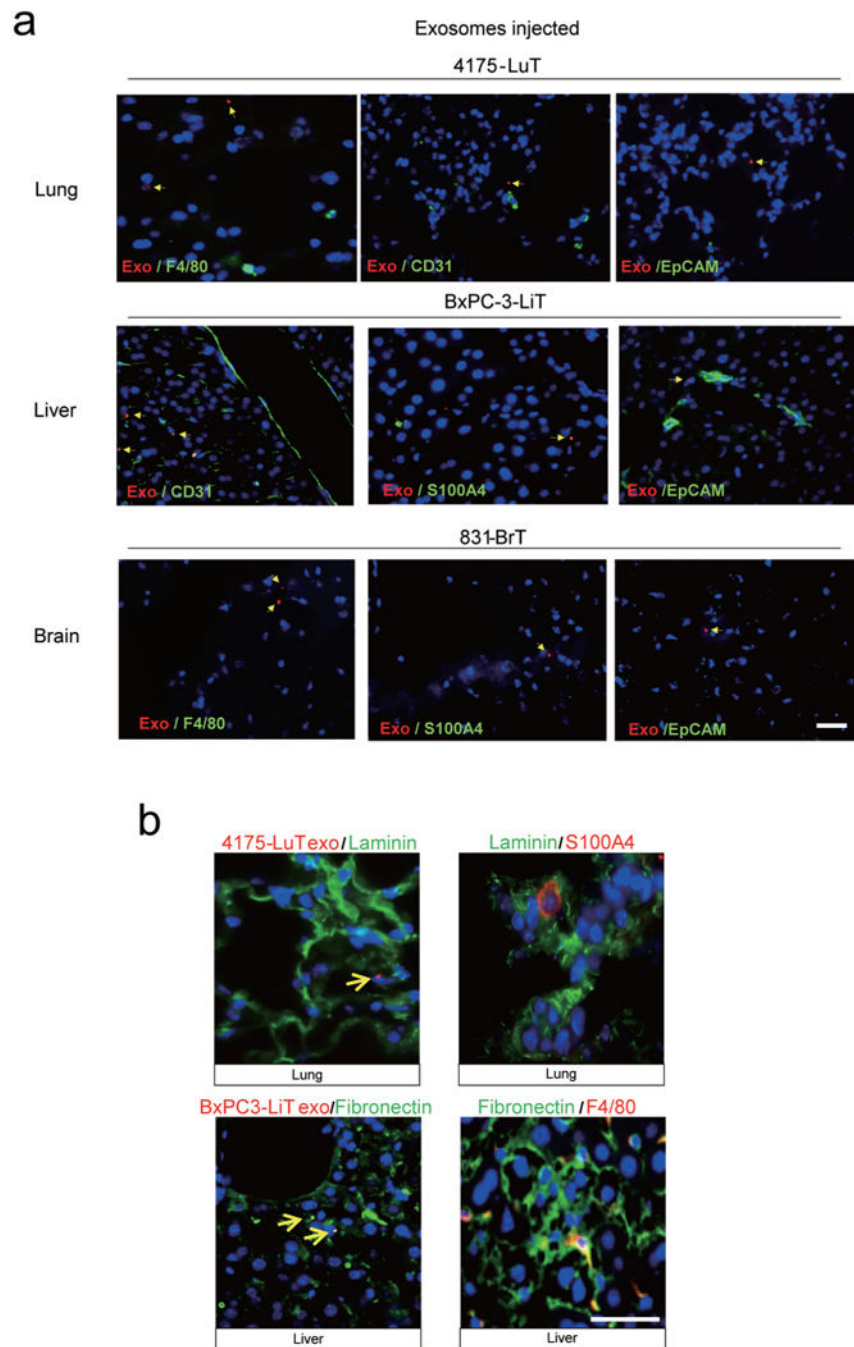 a
Exosomes injected
4175-LuT
Lung
Exo / F4/80
Exo / CD31
Exo /EpCAM
BxPC-3-LiT
Liver
Exo / CD31
Exo / S100A4
Exo /EpCAM
831-BrT
Brain
Exo / F4/80
Exo / S100A4
Exo /EpCAM
b
4175-LuTexo/Laminin
Laminin/S100A4
Lung
Lung
BxPC3-LiT exo/Fibronectin
Fibronectin /F4/80
Liver
Liver